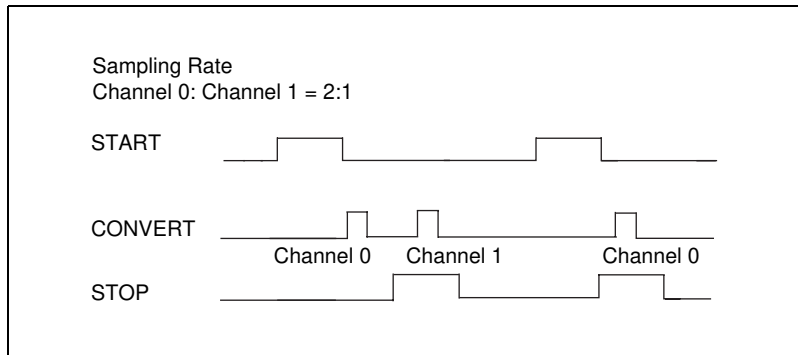 Sampling Rate
Channel 0: Channel 1 = 2:1
START
CONVERT
Channel 0 Channel 1 Channel 0
STOP